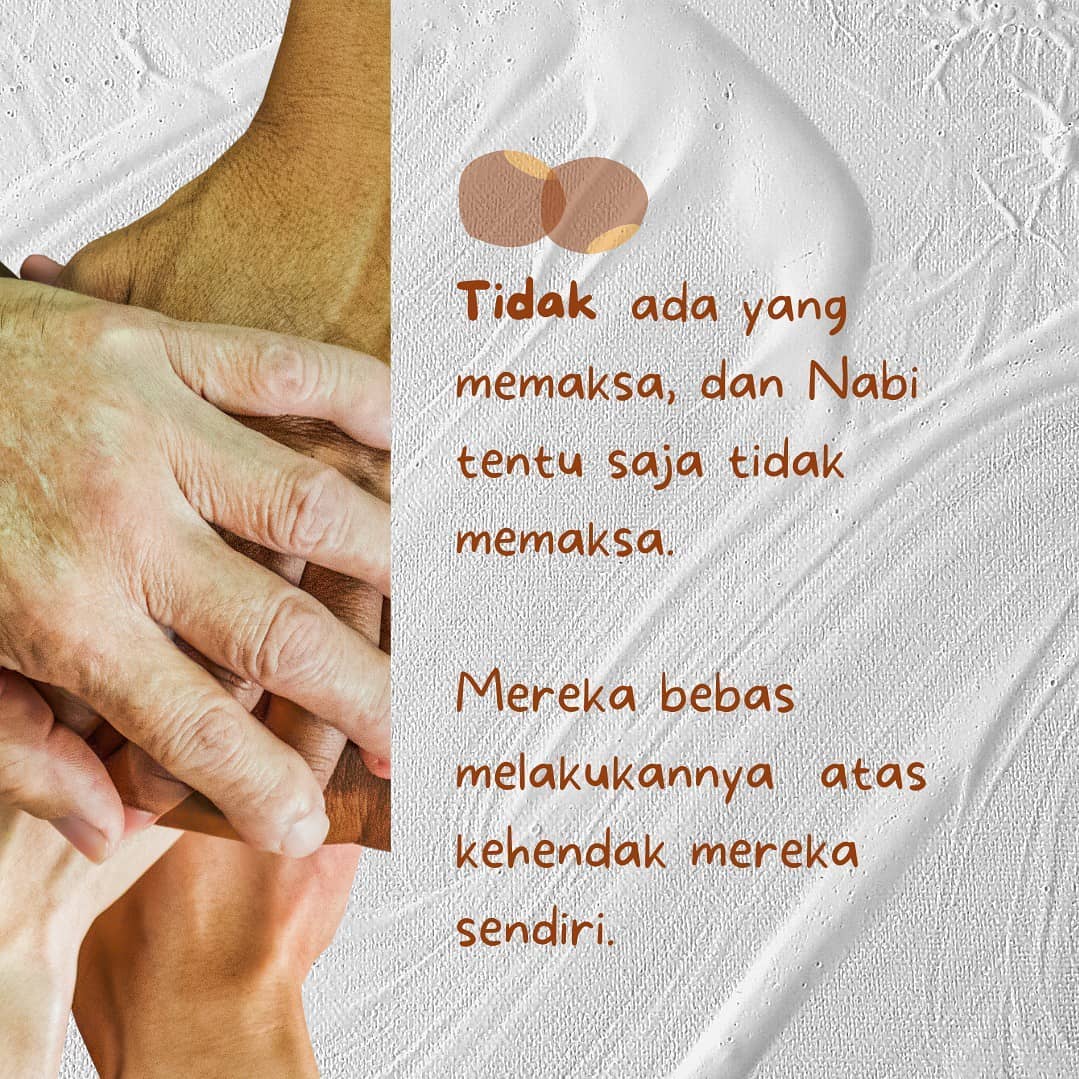 Tidak ada yang
memaksa, dan Nabi
tentu saja tidak
memaksa.
Mereka bebas
melakukannya atas
kehendak mereka
sendiri.